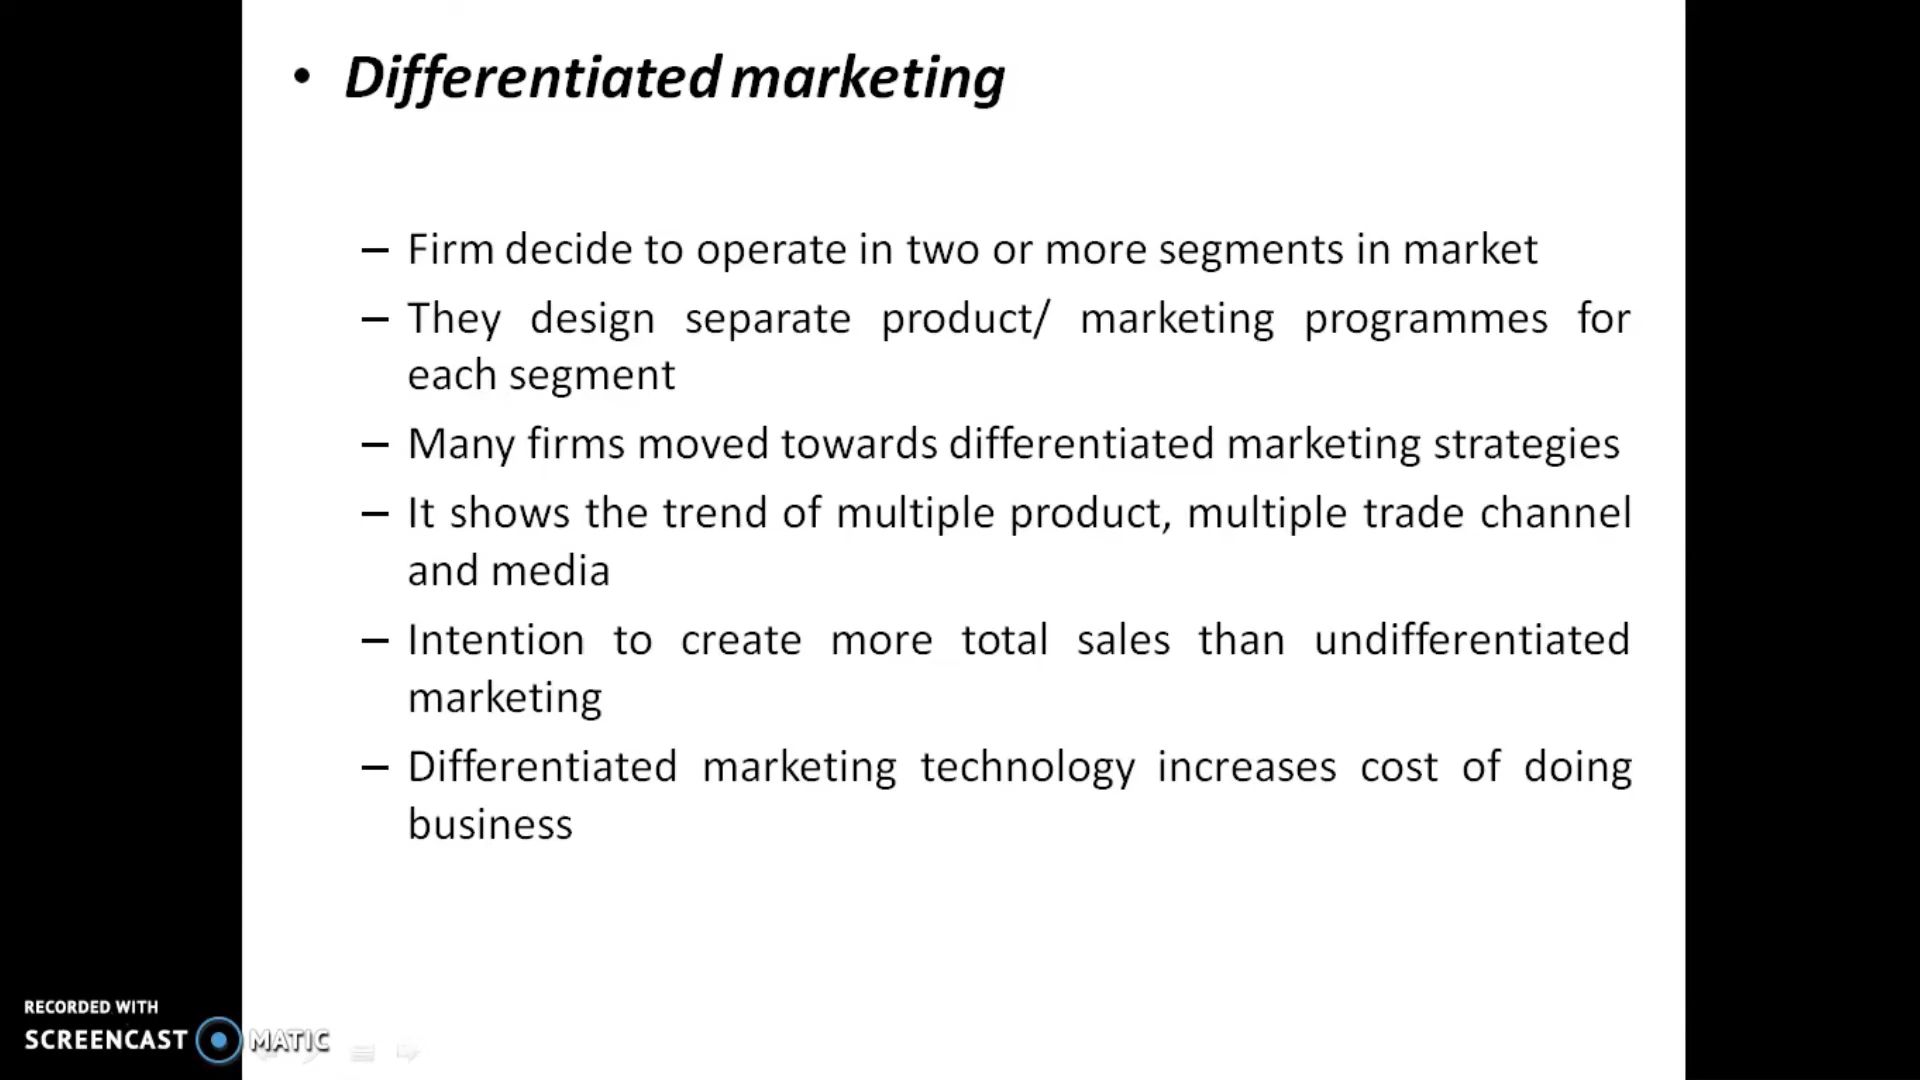 • Differentiated marketing
– Firm decide to operate in two or more segments in market
– They design separate product/ marketing programmes for
each segment
– Many firms moved towards differentiated marketing strategies
– It shows the trend of multiple product, multiple trade channel
and media
– Intention to create more total sales than undifferentiated
marketing
– Differentiated marketing technology increases cost of doing
business
RECORDED WITH
SCREENCAST MATIC